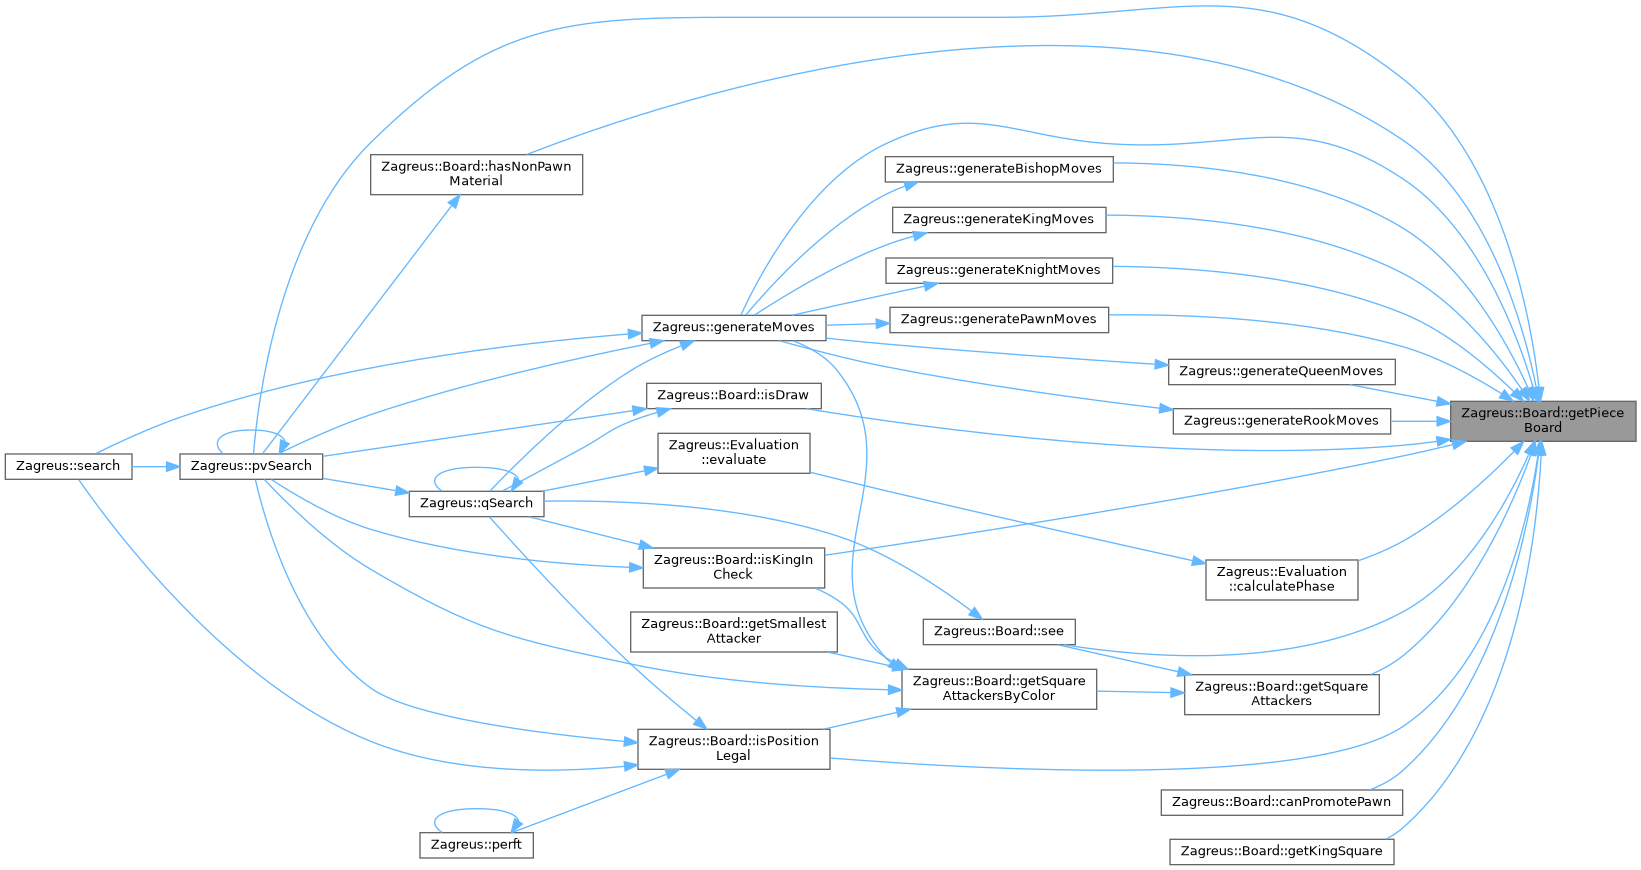 Zagreus::Board::hasNonPawn
Material
Zagreus::generateBishopMoves
Zagreus::generateKingMoves
Zagreus::generateKnightMoves
Zagreus::generatePawnMoves
Zagreus::generateMoves
Zagreus::generateQueenMoves
Zagreus::Board::isDraw
Zagreus::generateRookMoves
Zagreus::Board::getPiece
Board
Zagreus::Evaluation
::evaluate
Zagreus::search
Zagreus::pvSearch
Zagreus::qSearch
Zagreus::Board::isKingIn
Check
Zagreus::Evaluation
::calculatePhase
Zagreus::Board::getSmallest
Attacker
Zagreus::Board::see
Zagreus::Board::getSquare
AttackersByColor
Zagreus::Board::getSquare
Attackers
Zagreus::Board::isPosition
Legal
Zagreus::Board::canPromotePawn
Zagreus::perft
Zagreus::Board::getKingSquare